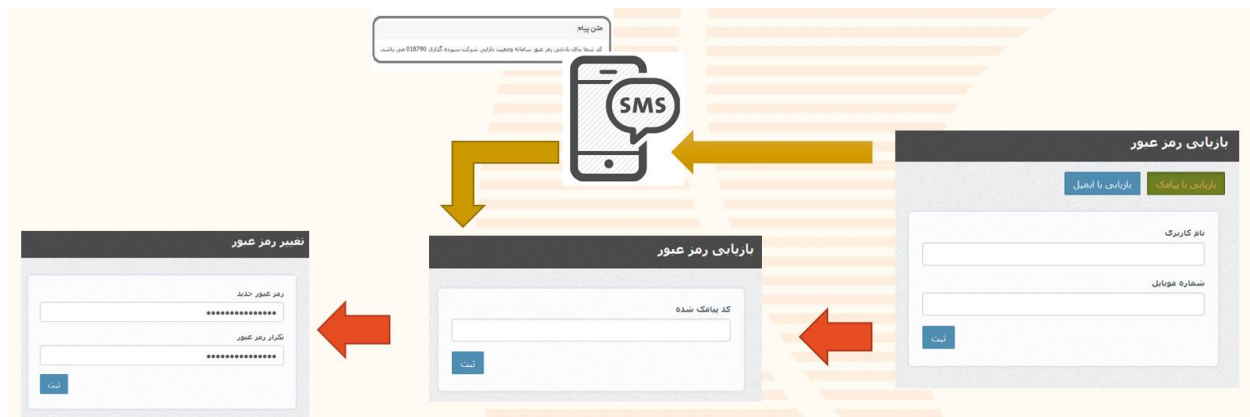 متن پیام
کد شما برای بازیابی رمز عبور سامانه وضعیت دارایی شرکت سپرده گذاری 018790 می باشد.
SMS
بازیابی رمز عبور
بازیابی با پیامک
بازیابی با ایمیل
نام کاربری
شماره موبایل
ثبت
بازیابی رمز عبور
کد پیامک شده
ثبت
تغییر رمز عبور
رمز عبور جدید
تکرار رمز عبور
ثبت